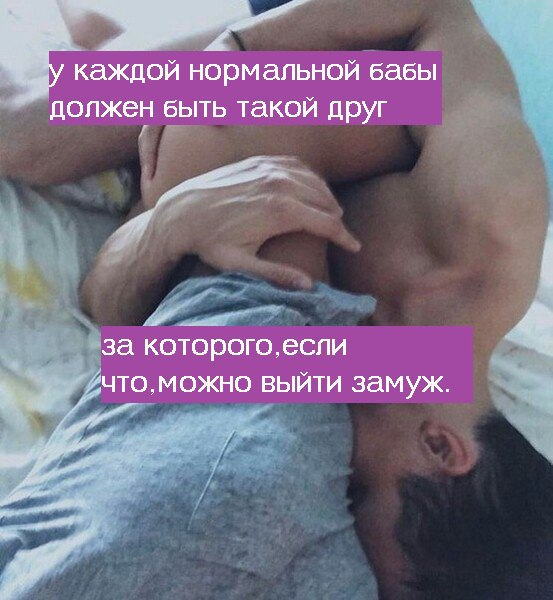 у каждой нормальной бабы
должен быть такой друг
за которого,если
что,можно выйти замуж.